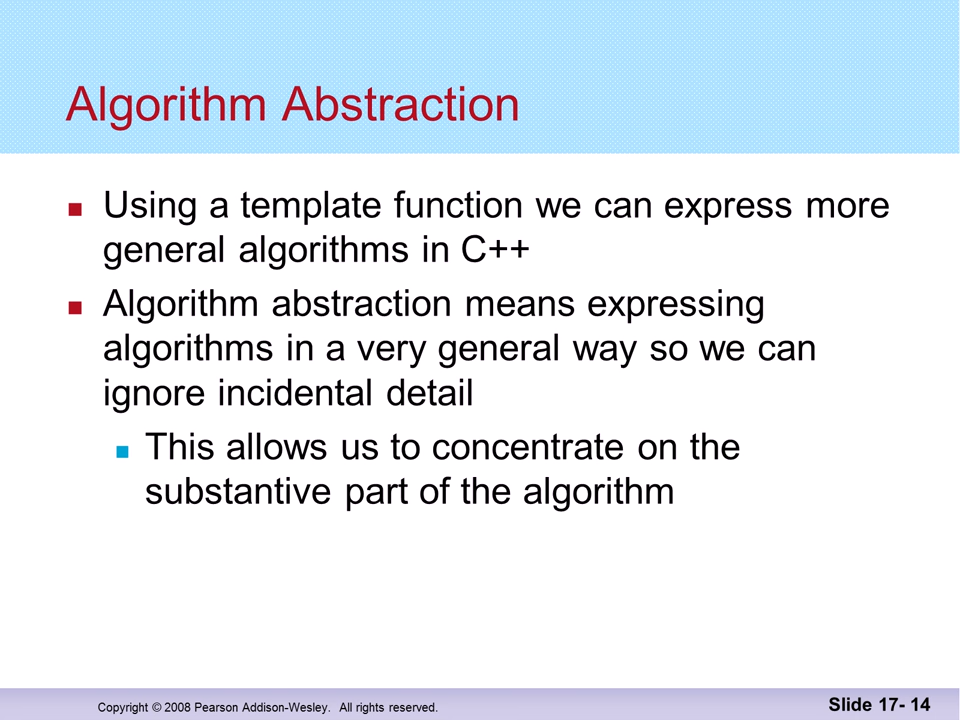 Algorithm Abstraction
Using a template function we can express more
general algorithms in C++
Algorithm abstraction means expressing
algorithms in a very general way so we can
ignore incidental detail
This allows us to concentrate on the
substantive part of the algorithm
Copyright © 2008 Pearson Addison-Wesley. All rights reserved.
Slide 17- 14